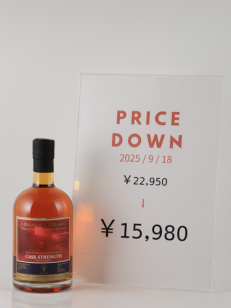 PRICE
DOWN
2025 / 9 / 18
¥22,950
↓
¥15,980
CASK STRENGTH